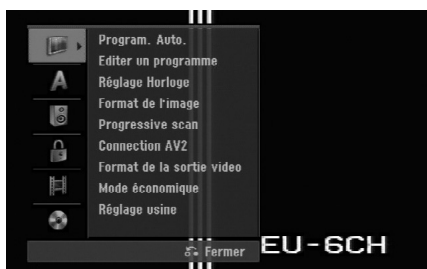 Program. Auto.
Editer un programme
A
Réglage Horloge
Format de l'image
Progressive scan
Connection AV2
Format de la sortie video
Mode économique
Réglage usine
Fermer
EU-6CH